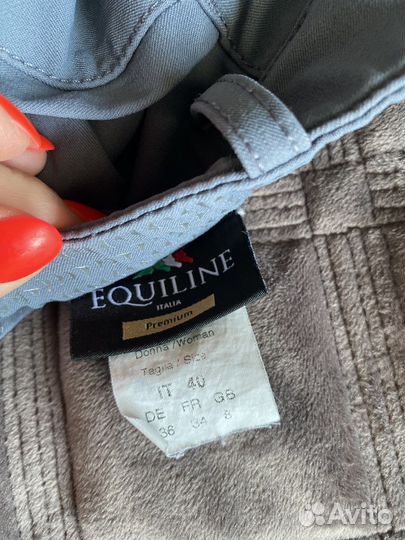 EQUILINE
ITALIA
Premium
Donna / Woman
Taglia / Size
IT 40
DE FR GB
36 34 8
Avito